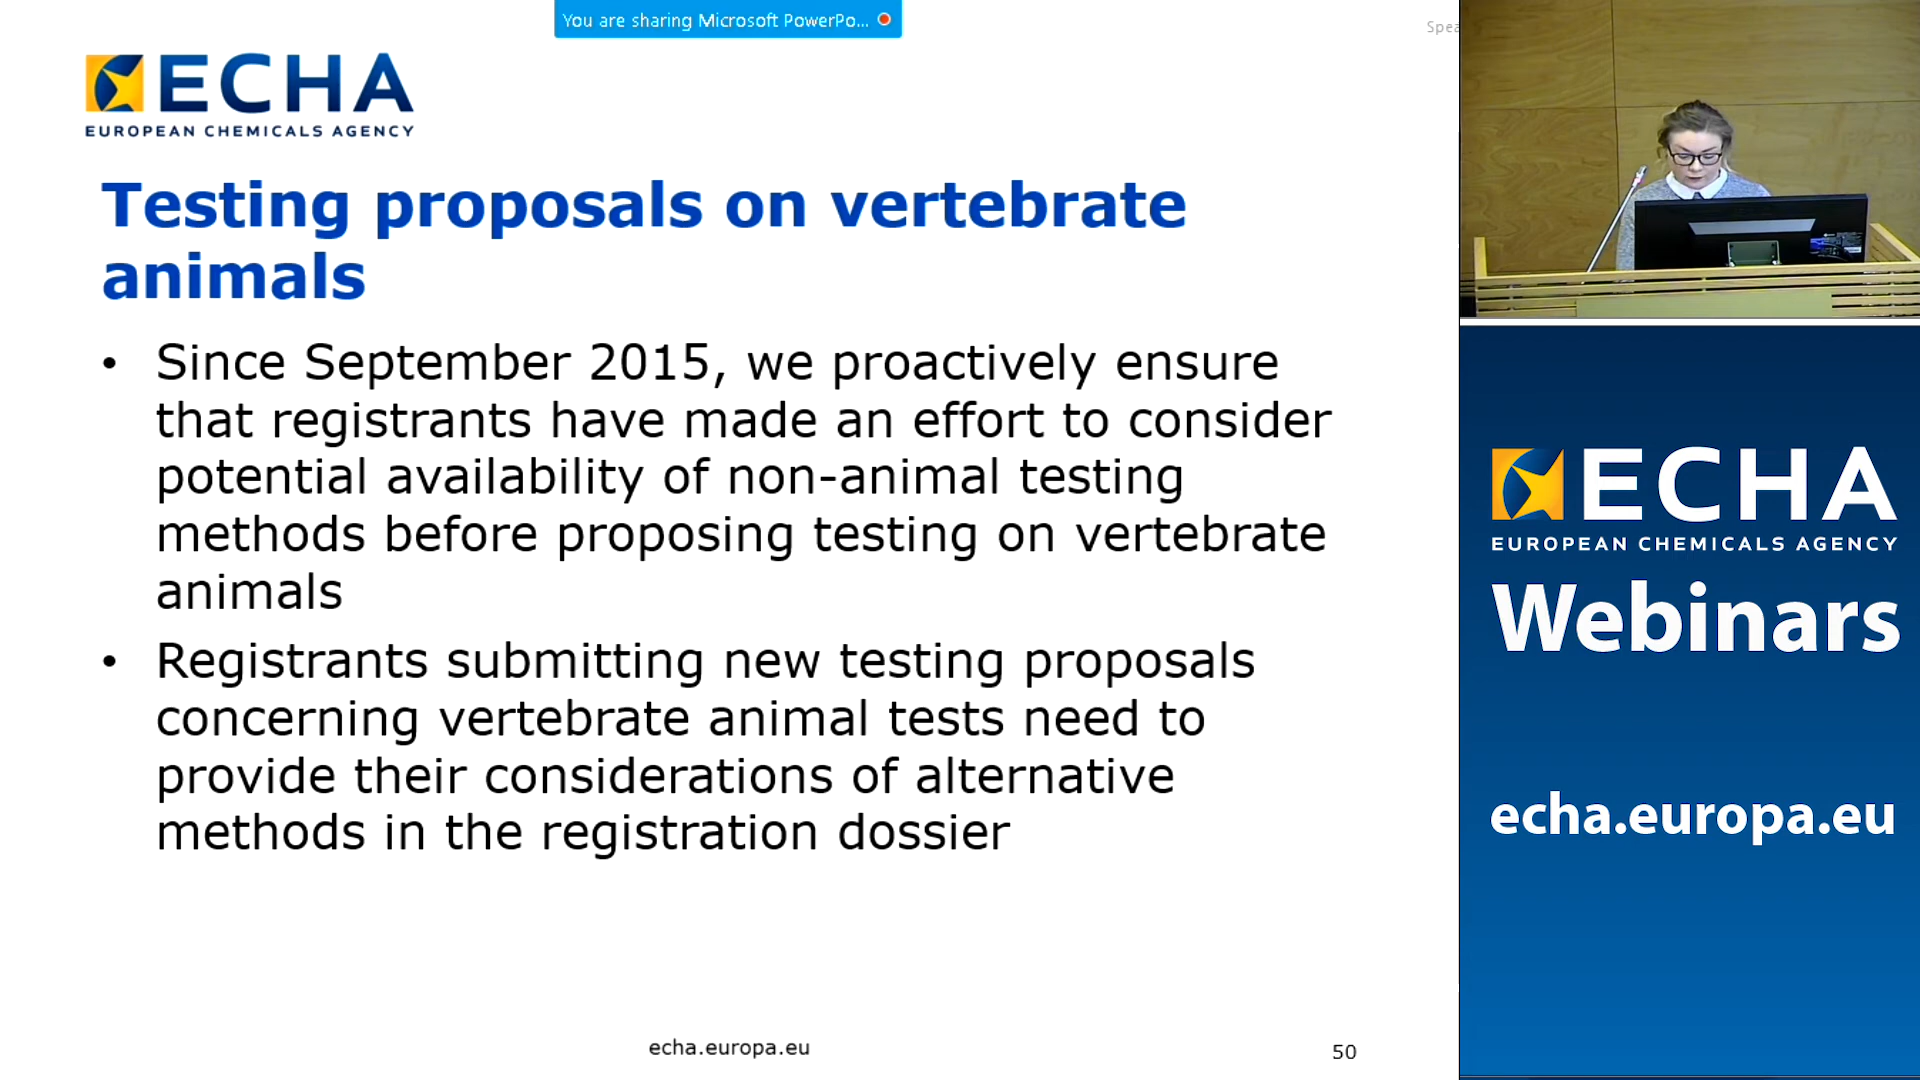 You are sharing Microsoft PowerPo...
Spea
ECHA
EUROPEAN CHEMICALS AGENCY
Testing proposals on vertebrate
animals
• Since September 2015, we proactively ensure
that registrants have made an effort to consider
potential availability of non-animal testing
methods before proposing testing on vertebrate
animals
• Registrants submitting new testing proposals
concerning vertebrate animal tests need to
provide their considerations of alternative
methods in the registration dossier
echa.europa.eu
50
ECHA
EUROPEAN CHEMICALS AGENCY
Webinars
echa.europa.eu